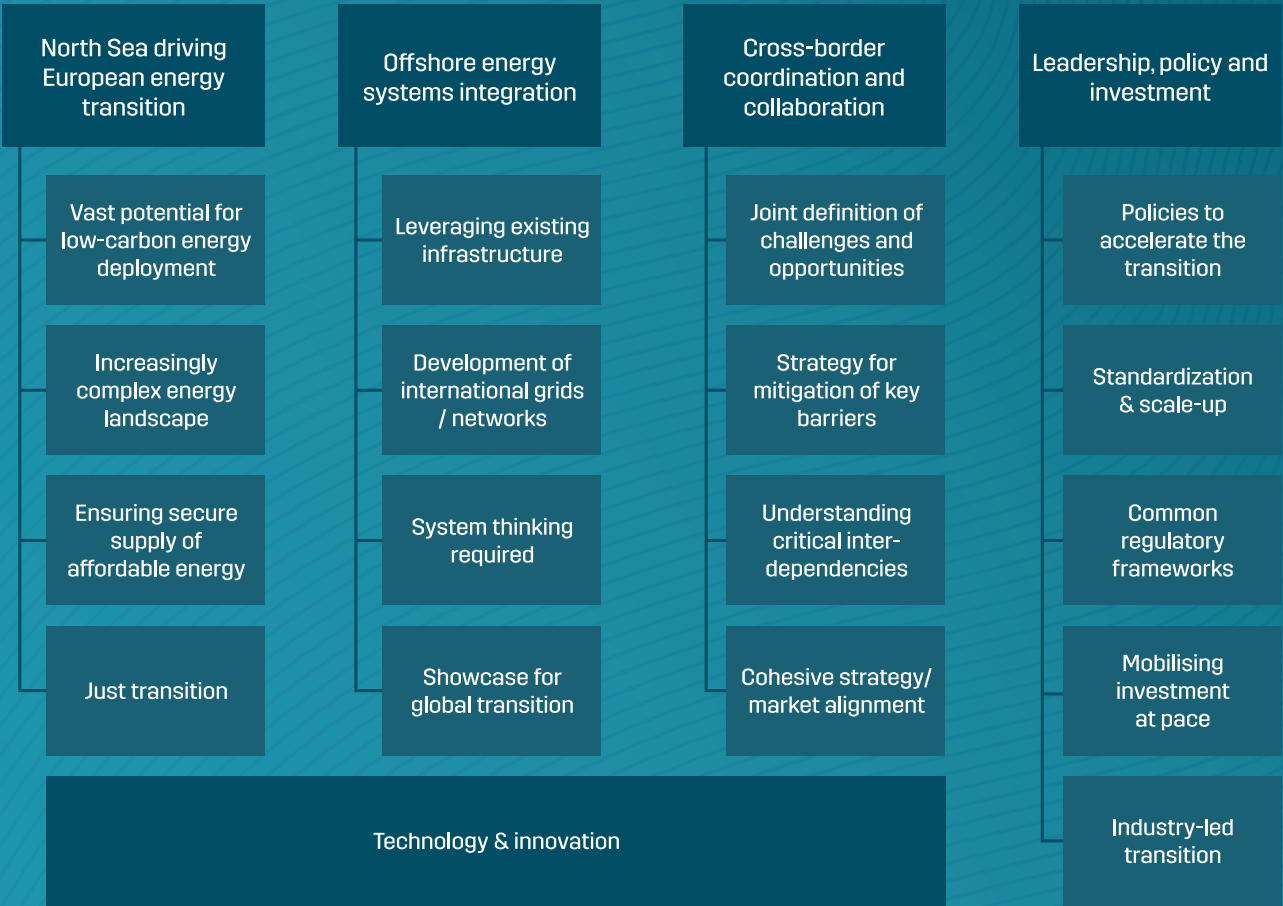 North Sea driving
European energy
transition
Vast potential for
low-carbon energy
deployment
Increasingly
complex energy
landscape
Ensuring secure
supply of
affordable energy
Just transition
Offshore energy
systems integration
Leveraging existing
infrastructure
Development of
international grids
/ networks
System thinking
required
Showcase for
global transition
Cross-border
coordination and
collaboration
Joint definition of
challenges and
opportunities
Strategy for
mitigation of key
barriers
Understanding
critical inter-
dependencies
Cohesive strategy/
market alignment
Technology & innovation
Leadership, policy and
investment
Policies to
accelerate the
transition
Standardization
& scale-up
Common
regulatory
frameworks
Mobilising
investment
at pace
Industry-led
transition